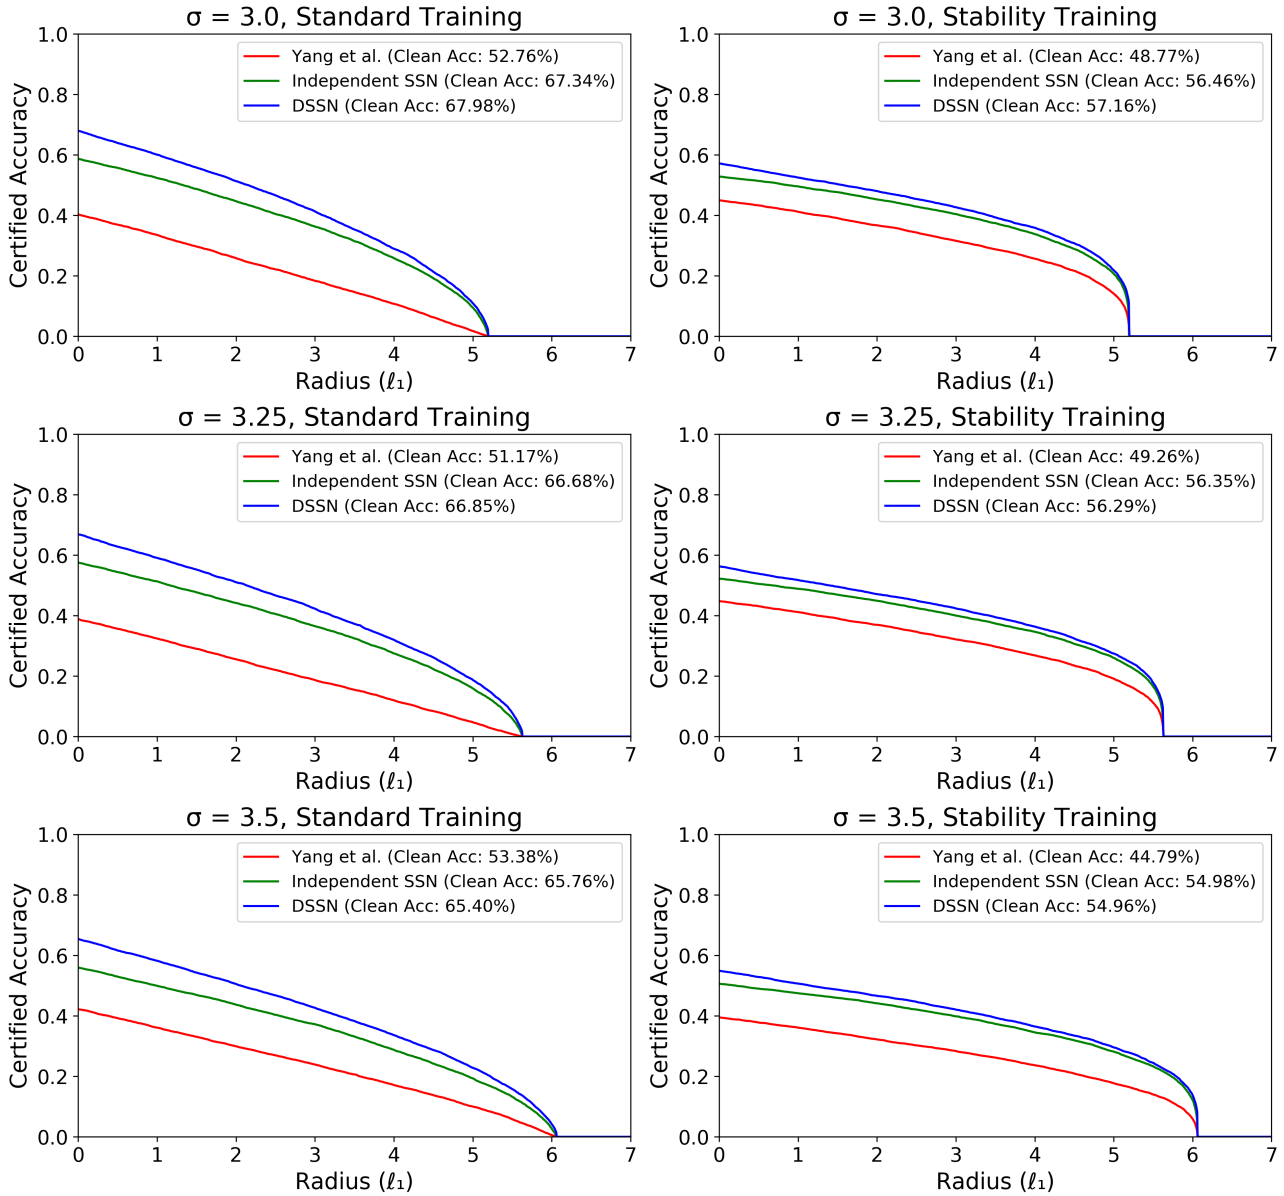 σ = 3.0, Standard Training
Certified Accuracy
1.0
0.8
0.6
0.4
0.2
0.0
Yang et al. (Clean Acc: 52.76%)
Independent SSN (Clean Acc: 67.34%)
DSSN (Clean Acc: 67.98%)
0 1 2 3 4 5 6 7
Radius (ℓ₁)
σ = 3.0, Stability Training
Certified Accuracy
1.0
0.8
0.6
0.4
0.2
0.0
Yang et al. (Clean Acc: 48.77%)
Independent SSN (Clean Acc: 56.46%)
DSSN (Clean Acc: 57.16%)
0 1 2 3 4 5 6 7
Radius (ℓ₁)
σ = 3.25, Standard Training
Certified Accuracy
1.0
0.8
0.6
0.4
0.2
0.0
Yang et al. (Clean Acc: 51.17%)
Independent SSN (Clean Acc: 66.68%)
DSSN (Clean Acc: 66.85%)
0 1 2 3 4 5 6 7
Radius (ℓ₁)
σ = 3.25, Stability Training
Certified Accuracy
1.0
0.8
0.6
0.4
0.2
0.0
Yang et al. (Clean Acc: 49.26%)
Independent SSN (Clean Acc: 56.35%)
DSSN (Clean Acc: 56.29%)
0 1 2 3 4 5 6 7
Radius (ℓ₁)
σ = 3.5, Standard Training
Certified Accuracy
1.0
0.8
0.6
0.4
0.2
0.0
Yang et al. (Clean Acc: 53.38%)
Independent SSN (Clean Acc: 65.76%)
DSSN (Clean Acc: 65.40%)
0 1 2 3 4 5 6 7
Radius (ℓ₁)
σ = 3.5, Stability Training
Certified Accuracy
1.0
0.8
0.6
0.4
0.2
0.0
Yang et al. (Clean Acc: 44.79%)
Independent SSN (Clean Acc: 54.98%)
DSSN (Clean Acc: 54.96%)
0 1 2 3 4 5 6 7
Radius (ℓ₁)